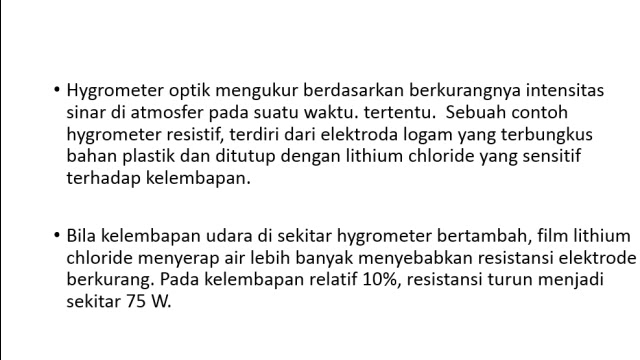 • Hygrometer optik mengukur berdasarkan berkurangnya intensitas
sinar di atmosfer pada suatu waktu. tertentu.  Sebuah contoh
hygrometer resistif, terdiri dari elektroda logam yang terbungkus
bahan plastik dan ditutup dengan lithium chloride yang sensitif
terhadap kelembapan.
• Bila kelembapan udara di sekitar hygrometer bertambah, film lithium
chloride menyerap air lebih banyak menyebabkan resistansi elektrode
berkurang. Pada kelembapan relatif 10%, resistansi turun menjadi
sekitar 75 W.